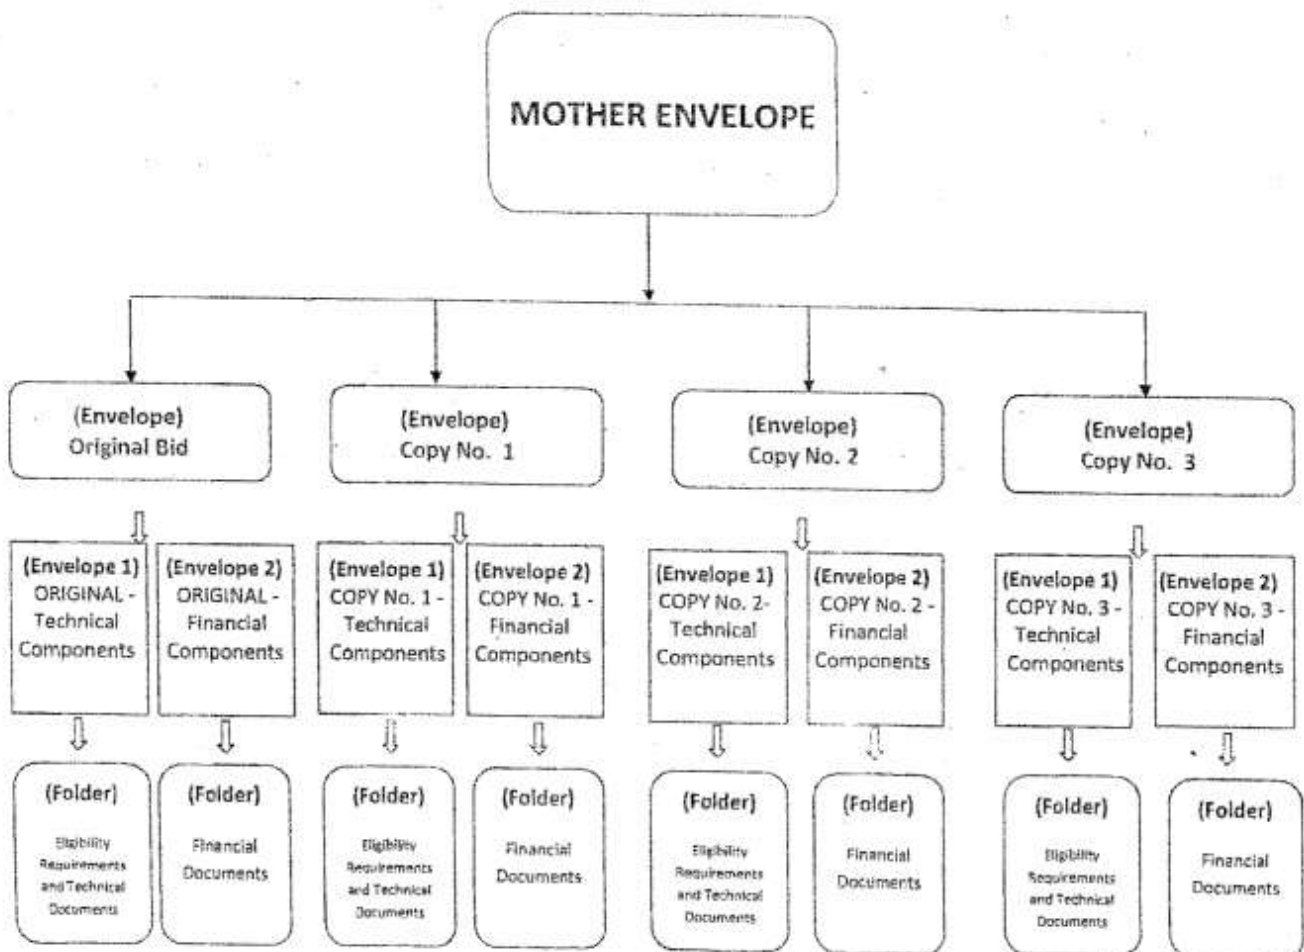 MOTHER ENVELOPE
(Envelope)
Original Bid
(Envelope)
Copy No. 1
(Envelope)
Copy No. 2
(Envelope)
Copy No. 3
(Envelope 1)
ORIGINAL -
Technical
Components
(Envelope 2)
ORIGINAL -
Financial
Components
(Envelope 1)
COPY No. 1 -
Technical
Components
(Envelope 2)
COPY No. 1 -
Financial
Components
(Envelope 1)
COPY No. 2-
Technical
Components
(Envelope 2)
COPY No. 2 -
Financial
Components
(Envelope 1)
COPY No. 3 -
Technical
Components
(Envelope 2)
COPY No. 3 -
Financial
Components
(Folder)
Eligibility
Requirements
and Technical
Documents
(Folder)
Financial
Documents
(Folder)
Eligibility
Requirements
and Technical
Documents
(Folder)
Financial
Documents
(Folder)
Eligibility
Requirements
and Technical
Documents
(Folder)
Financial
Documents
(Folder)
Eligibility
Requirements
and Technical
Documents
(Folder)
Financial
Documents